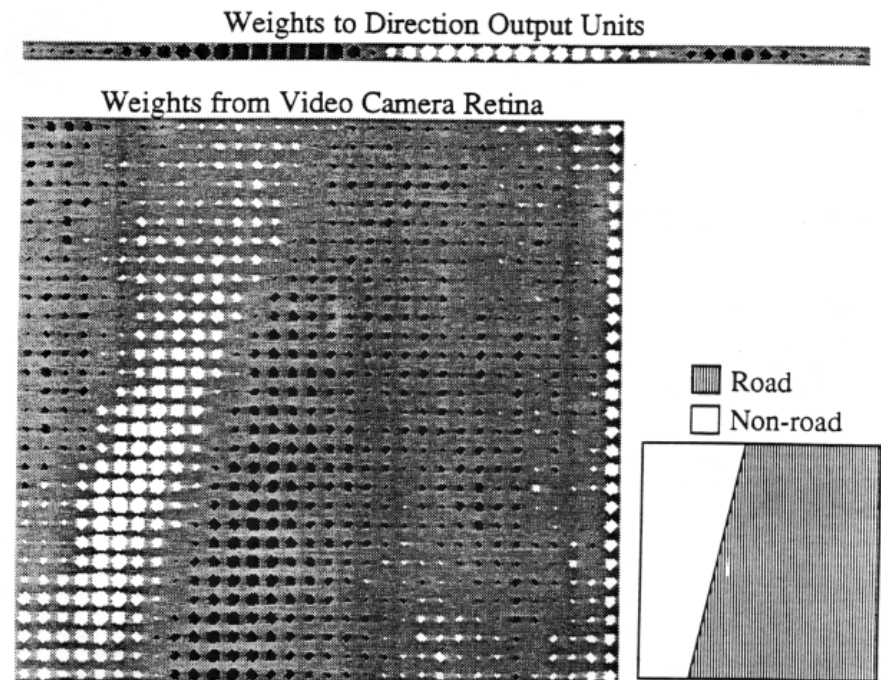 Weights to Direction Output Units
Weights from Video Camera Retina
Road
Non-road